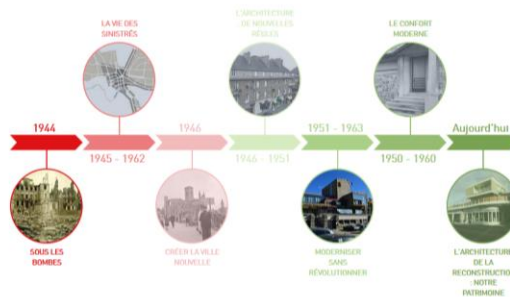 LA VIE DES
SINISTRÉS
L'ARCHITECTURE
: DE NOUVELLES
RÈGLES
LE CONFORT
MODERNE
1944
1946
1951 - 1963
Aujourd'hui
1945 - 1962
1946 - 1951
1950 - 1960
SOUS LES
BOMBES
CRÉER LA VILLE
NOUVELLE
MODERNISER
SANS
RÉVOLUTIONNER
L'ARCHITECTURE
DE LA
RECONSTRUCTION
: NOTRE
PATRIMOINE